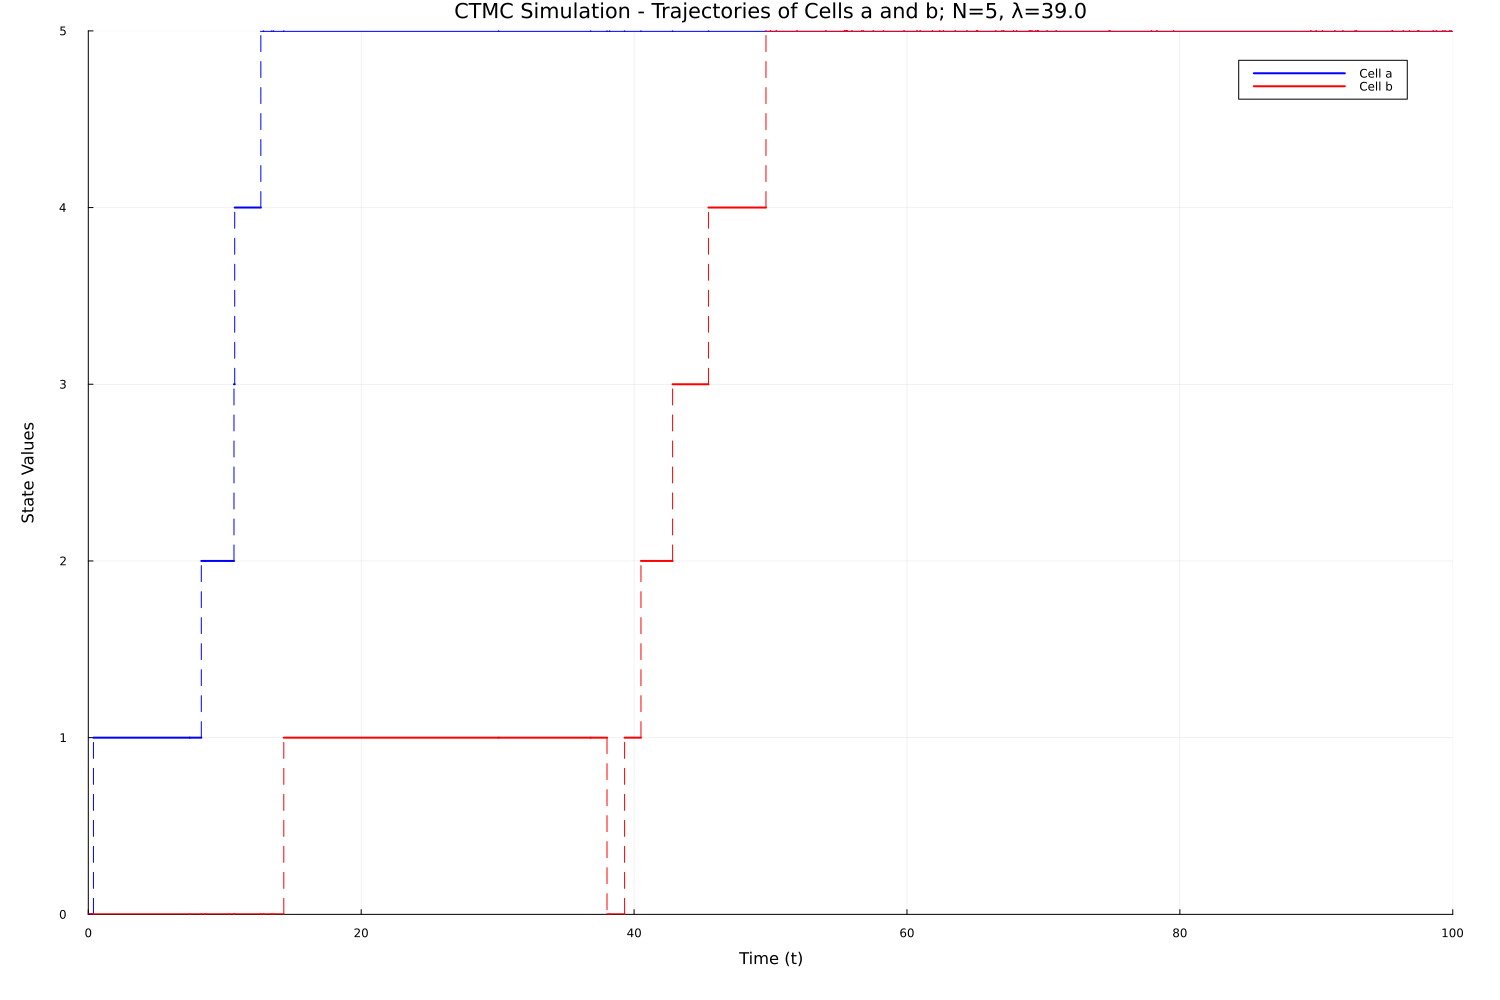 CTMC Simulation - Trajectories of Cells a and b; N=5, λ=39.0
5
4
3
2
1
0
State Values
Cell a
Cell b
0 20 40 60 80 100
Time (t)